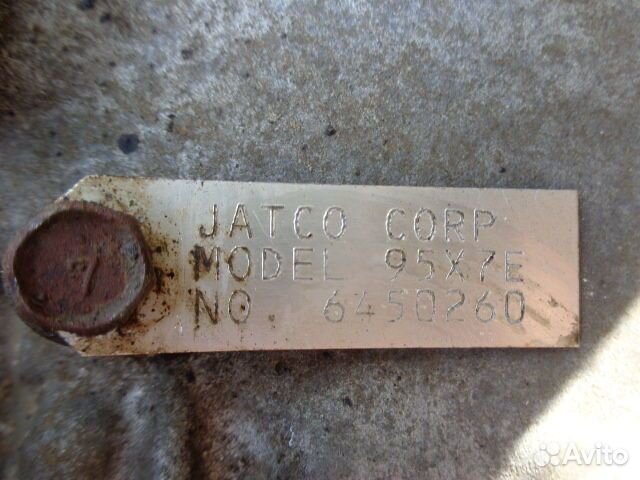 JATCO CORP
MODEL 95X7E
NO 6450260
Avito